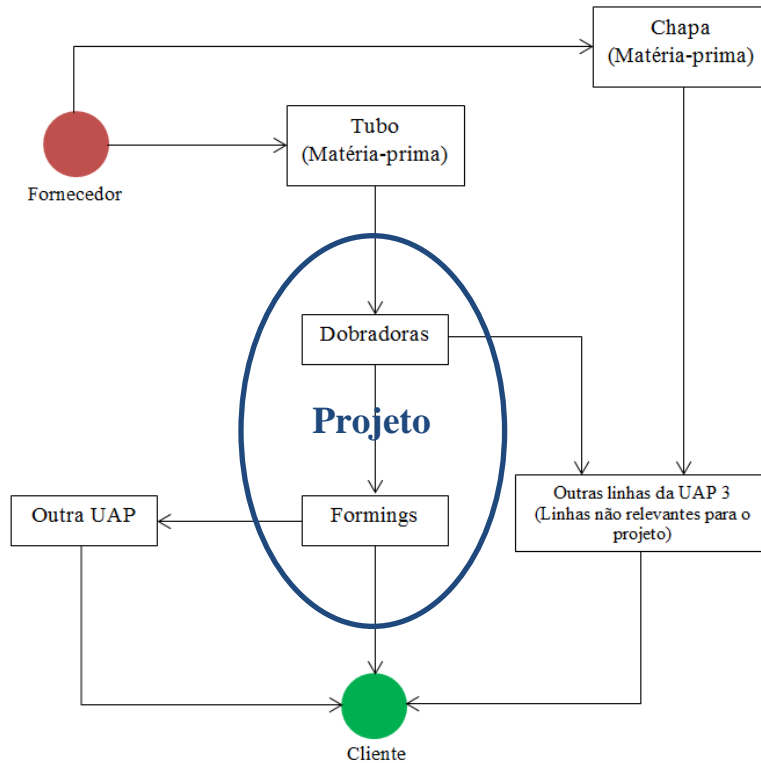 Chapa
(Matéria-prima)
Tubo
(Matéria-prima)
Fornecedor
Dobradoras
Projeto
Outra UAP
Formings
Outras linhas da UAP 3
(Linhas não relevantes para o
projeto)
Cliente